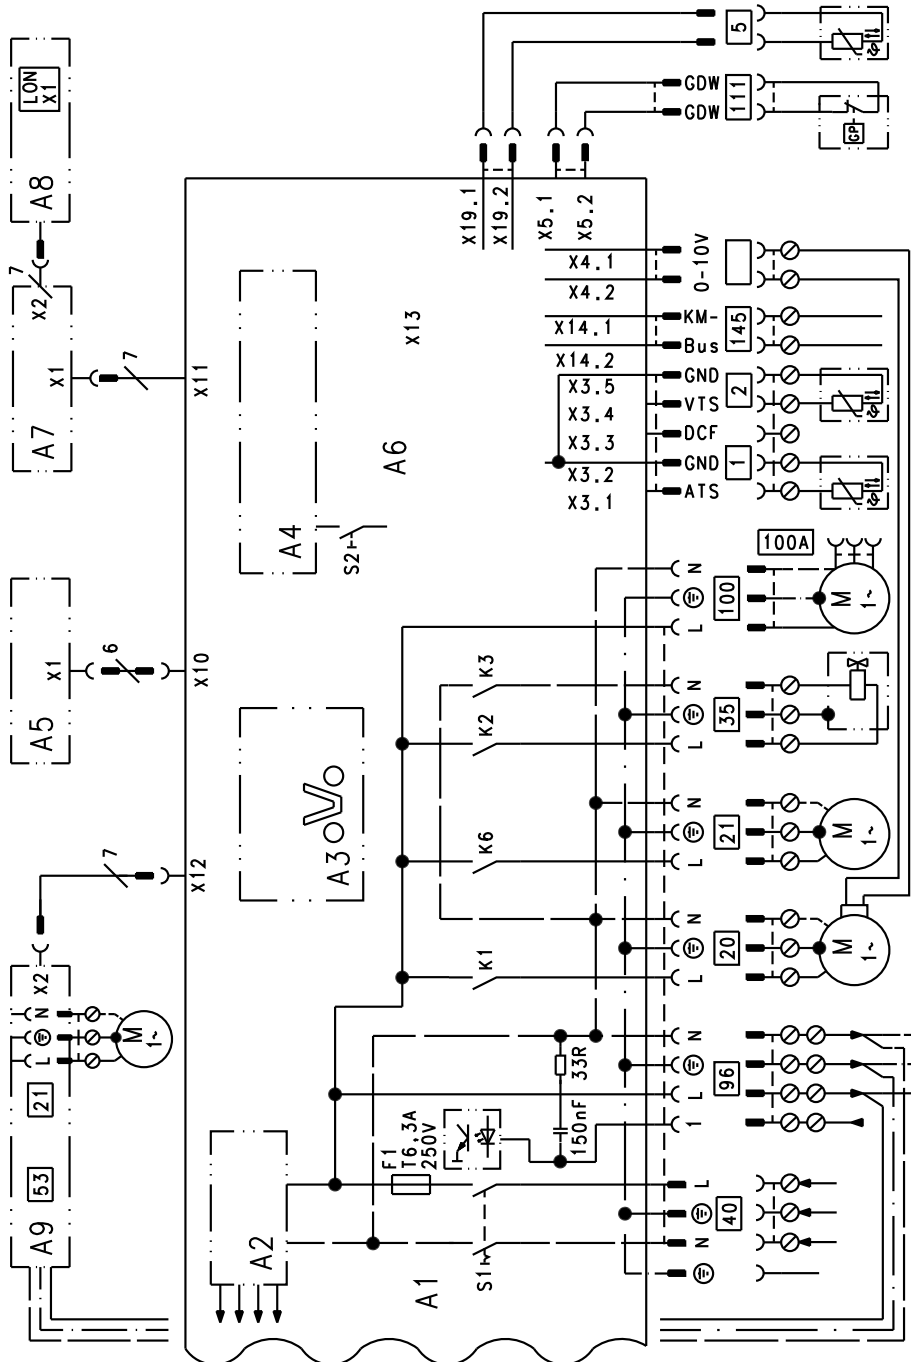 5
LON
X1
GDW
111
GDW
GP
A8
X19.1
X19.2
X5.1
X5.2
7
X2
X4.1
X4.2
0-10V
X13
X14.1
X14.2
KM-
Bus
145
X1
7
X11
A7
A6
X3.5
X3.4
X3.3
X3.2
X3.1
GND
VTS
DCF
GND
ATS
2
1
A4
S2
100A
N
L
100
M
1~
X1
6
X10
A5
K3
K2
N
L
35
A3
K6
N
L
21
M
1~
7
X12
X2
N
L
M
1~
K1
N
L
20
M
1~
21
53
A9
33R
150nF
N
L
1
96
F1
T6,3A
250V
A2
S1
A1
L
N
40